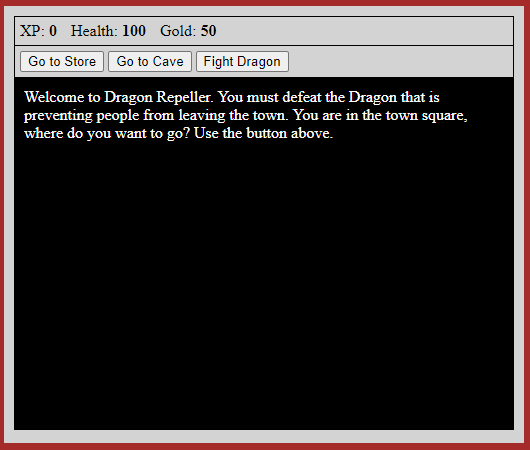 XP: 0 Health: 100 Gold: 50
Go to Store Go to Cave Fight Dragon
Welcome to Dragon Repeller. You must defeat the Dragon that is
preventing people from leaving the town. You are in the town square,
where do you want to go? Use the button above.